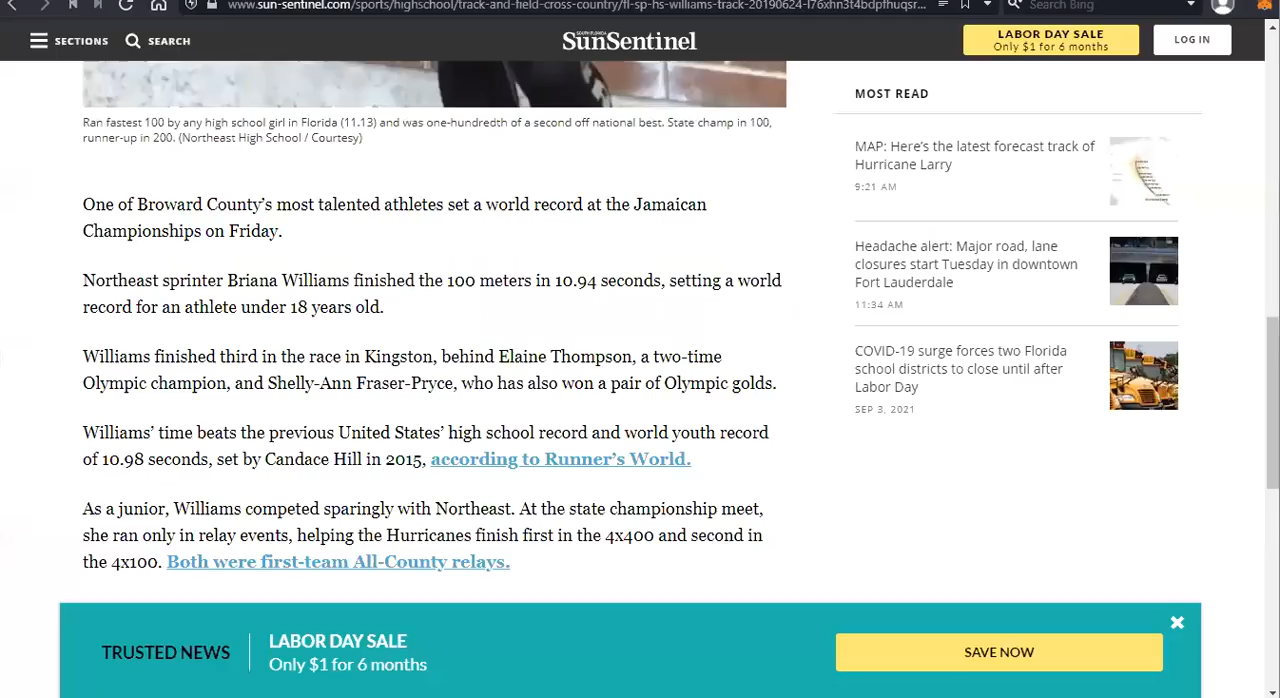 www.sun-sentinel.com/sports/highschool/track-and-field-cross-country/fl-sp-hs-williams-track-20190624-l76xhn3t4bdpfhuqsr...
Search Bing
SECTIONS
SEARCH
SOUTH FLORIDA
SunSentinel
LABOR DAY SALE
Only $1 for 6 months
LOG IN
Ran fastest 100 by any high school girl in Florida (11.13) and was one-hundredth of a second off national best. State champ in 100,
runner-up in 200. (Northeast High School / Courtesy)
One of Broward County's most talented athletes set a world record at the Jamaican
Championships on Friday.
Northeast sprinter Briana Williams finished the 100 meters in 10.94 seconds, setting a world
record for an athlete under 18 years old.
Williams finished third in the race in Kingston, behind Elaine Thompson, a two-time
Olympic champion, and Shelly-Ann Fraser-Pryce, who has also won a pair of Olympic golds.
Williams' time beats the previous United States' high school record and world youth record
of 10.98 seconds, set by Candace Hill in 2015, according to Runner's World.
As a junior, Williams competed sparingly with Northeast. At the state championship meet,
she ran only in relay events, helping the Hurricanes finish first in the 4x400 and second in
the 4x100. Both were first-team All-County relays.
MOST READ
MAP: Here's the latest forecast track of
Hurricane Larry
9:21 AM
Headache alert: Major road, lane
closures start Tuesday in downtown
Fort Lauderdale
11:34 AM
COVID-19 surge forces two Florida
school districts to close until after
Labor Day
SEP 3, 2021
TRUSTED NEWS
LABOR DAY SALE
Only $1 for 6 months
SAVE NOW